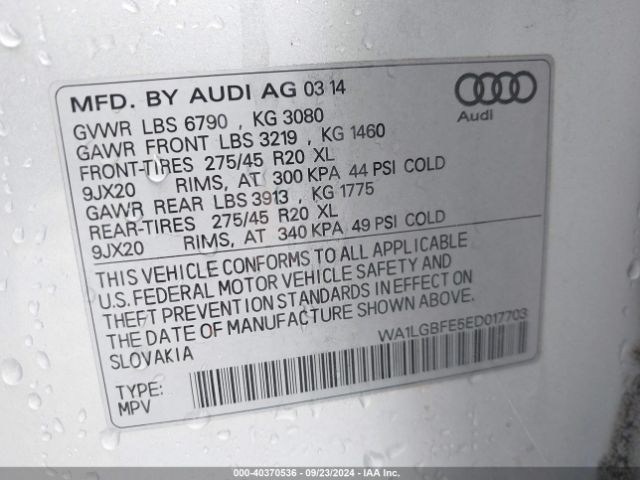 MFD. BY AUDI AG 03 14
Audi
GVWR LBS 6790 , KG 3080
GAWR FRONT LBS 3219 , KG 1460
FRONT-TIRES 275/45 R20 XL
9JX20 RIMS, AT 300 KPA 44 PSI COLD
GAWR REAR LBS 3913 , KG 1775
REAR-TIRES 275/45 R20 XL
9JX20 RIMS, AT 340 KPA 49 PSI COLD
THIS VEHICLE CONFORMS TO ALL APPLICABLE
U.S. FEDERAL MOTOR VEHICLE SAFETY AND
THEFT PREVENTION STANDARDS IN EFFECT ON
THE DATE OF MANUFACTURE SHOWN ABOVE.
SLOVAKIA
WA1LGBFE5ED017703
TYPE:
MPV
000-40370536 - 09/23/2024 - IAA Inc.